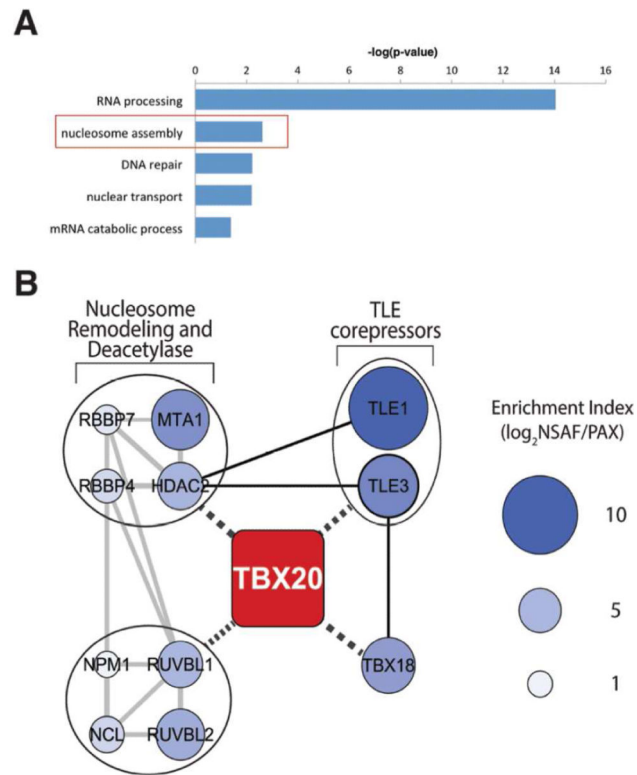 A
-log(p-value)
0 2 4 6 8 10 12 14 16
RNA processing
nucleosome assembly
DNA repair
nuclear transport
mRNA catabolic process
B
Nucleosome
Remodeling and
Deacetylase
TLE
corepressors
RBBP7 MTA1
RBBP4 HDAC2
TLE1
TLE3
TBX20
NPM1 RUVBL1
NCL RUVBL2
TBX18
Enrichment Index
(log₂NSAF/PAX)
10
5
1